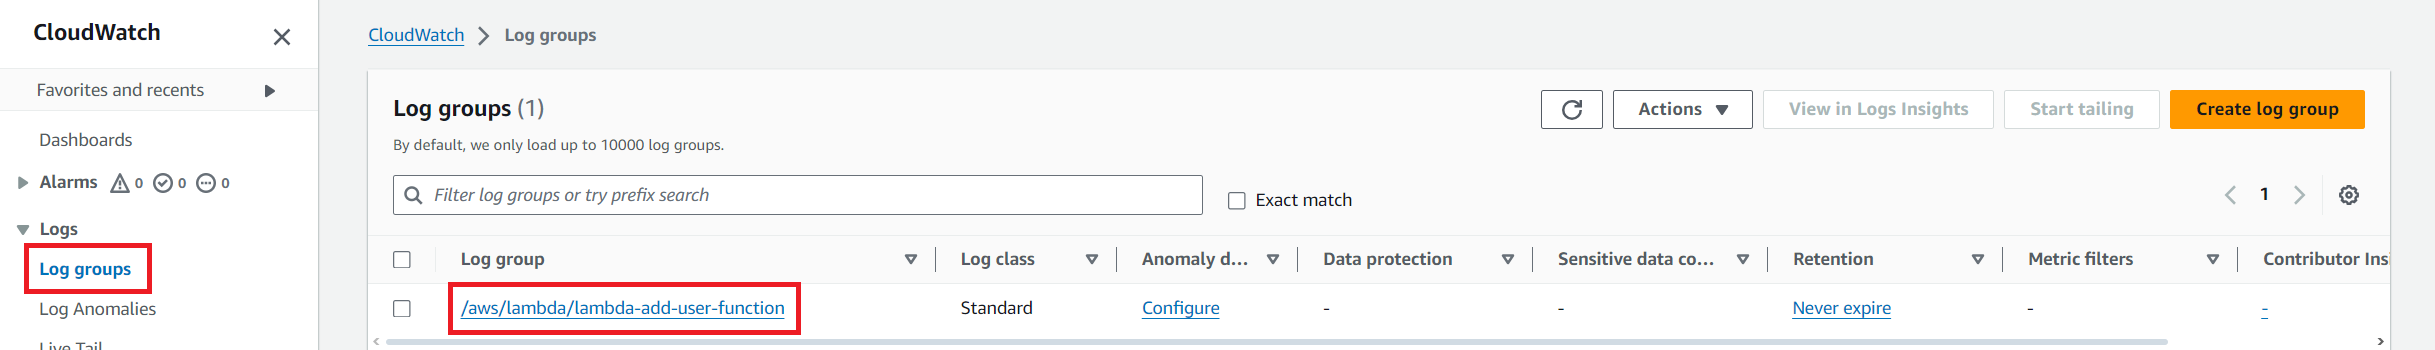 CloudWatch
Favorites and recents
Dashboards
Alarms 0 0 0
Logs
Log groups
Log Anomalies
Live Tail
CloudWatch > Log groups
Log groups (1)
By default, we only load up to 10000 log groups.
Actions
View in Logs Insights
Start tailing
Create log group
Filter log groups or try prefix search
Exact match
1
Log group Log class Anomaly d... Data protection Sensitive data co... Retention Metric filters Contributor Insi
/aws/lambda/lambda-add-user-function Standard Configure - - Never expire - -